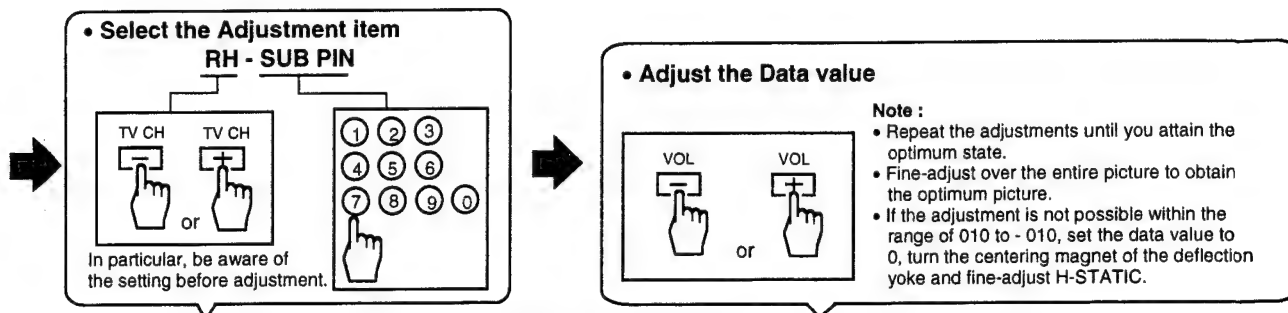 • Select the Adjustment item
RH - SUB PIN
TV CH TV CH
- +
or
In particular, be aware of
the setting before adjustment.
1 2 3
4 5 6
7 8 9 0
• Adjust the Data value
VOL VOL
- +
or
Note :
• Repeat the adjustments until you attain the
optimum state.
• Fine-adjust over the entire picture to obtain
the optimum picture.
• If the adjustment is not possible within the
range of 010 to - 010, set the data value to
0, turn the centering magnet of the deflection
yoke and fine-adjust H-STATIC.